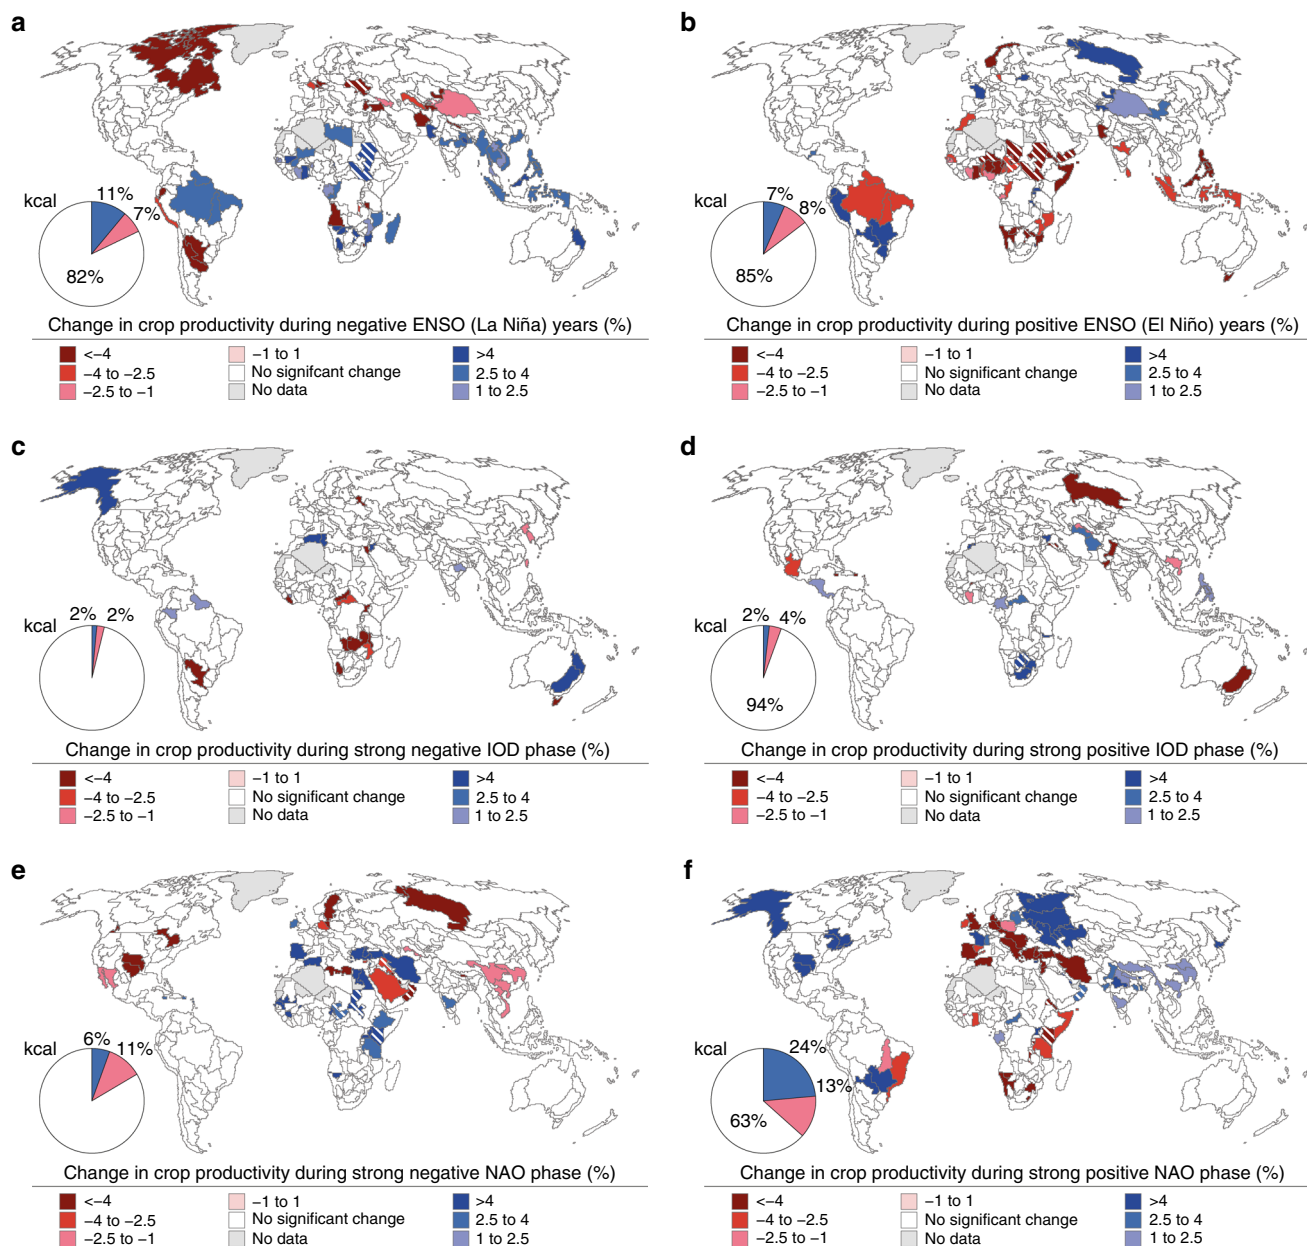 a
kcal
11%
7%
82%
Change in crop productivity during negative ENSO (La Niña) years (%)
<−4
−4 to −2.5
−2.5 to −1
−1 to 1
No signifcant change
No data
>4
2.5 to 4
1 to 2.5
b
kcal
7%
8%
85%
Change in crop productivity during positive ENSO (El Niño) years (%)
<−4
−4 to −2.5
−2.5 to −1
−1 to 1
No signifcant change
No data
>4
2.5 to 4
1 to 2.5
c
kcal
2%
2%
Change in crop productivity during strong negative IOD phase (%)
<−4
−4 to −2.5
−2.5 to −1
−1 to 1
No significant change
No data
>4
2.5 to 4
1 to 2.5
d
kcal
2%
4%
94%
Change in crop productivity during strong positive IOD phase (%)
<−4
−4 to −2.5
−2.5 to −1
−1 to 1
No significant change
No data
>4
2.5 to 4
1 to 2.5
e
kcal
6%
11%
Change in crop productivity during strong negative NAO phase (%)
<−4
−4 to −2.5
−2.5 to −1
−1 to 1
No significant change
No data
>4
2.5 to 4
1 to 2.5
f
kcal
24%
13%
63%
Change in crop productivity during strong positive NAO phase (%)
<−4
−4 to −2.5
−2.5 to −1
−1 to 1
No significant change
No data
>4
2.5 to 4
1 to 2.5